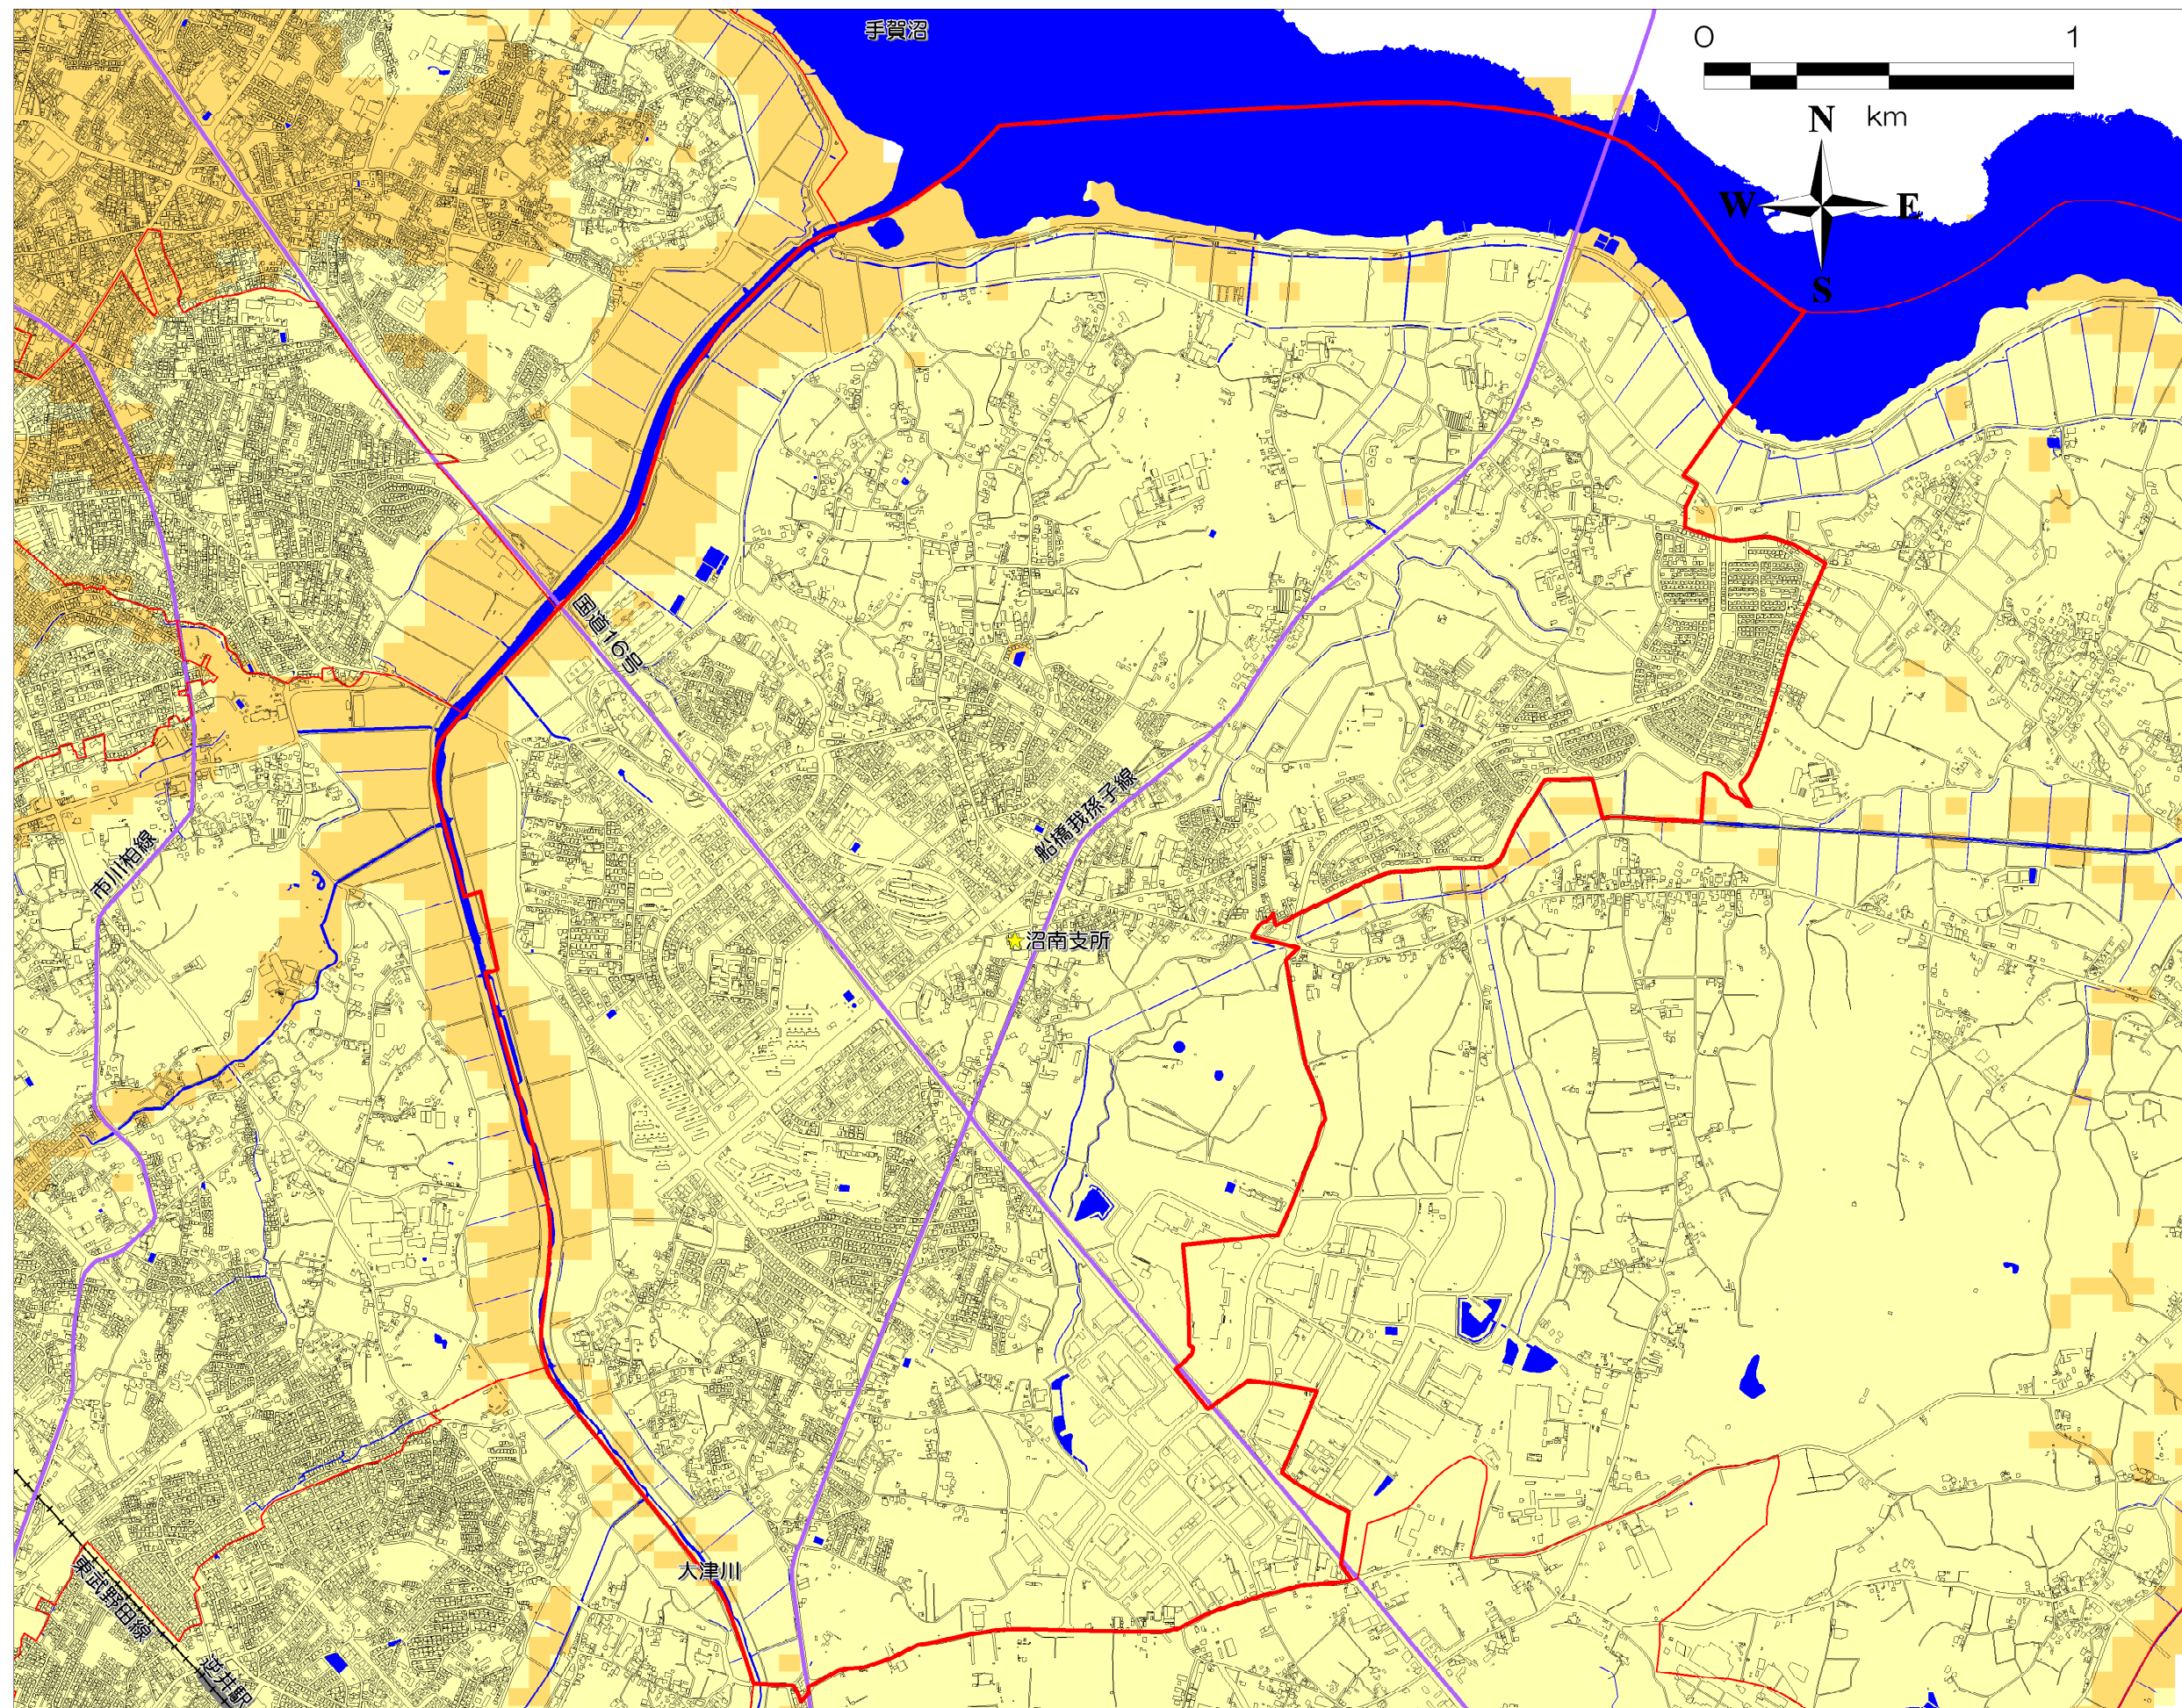 手賀沼
0 1
km
N
W E
S
国道16号
船橋我孫子線
市川柏線
沼南支所
大津川
東武野田線
逆井駅